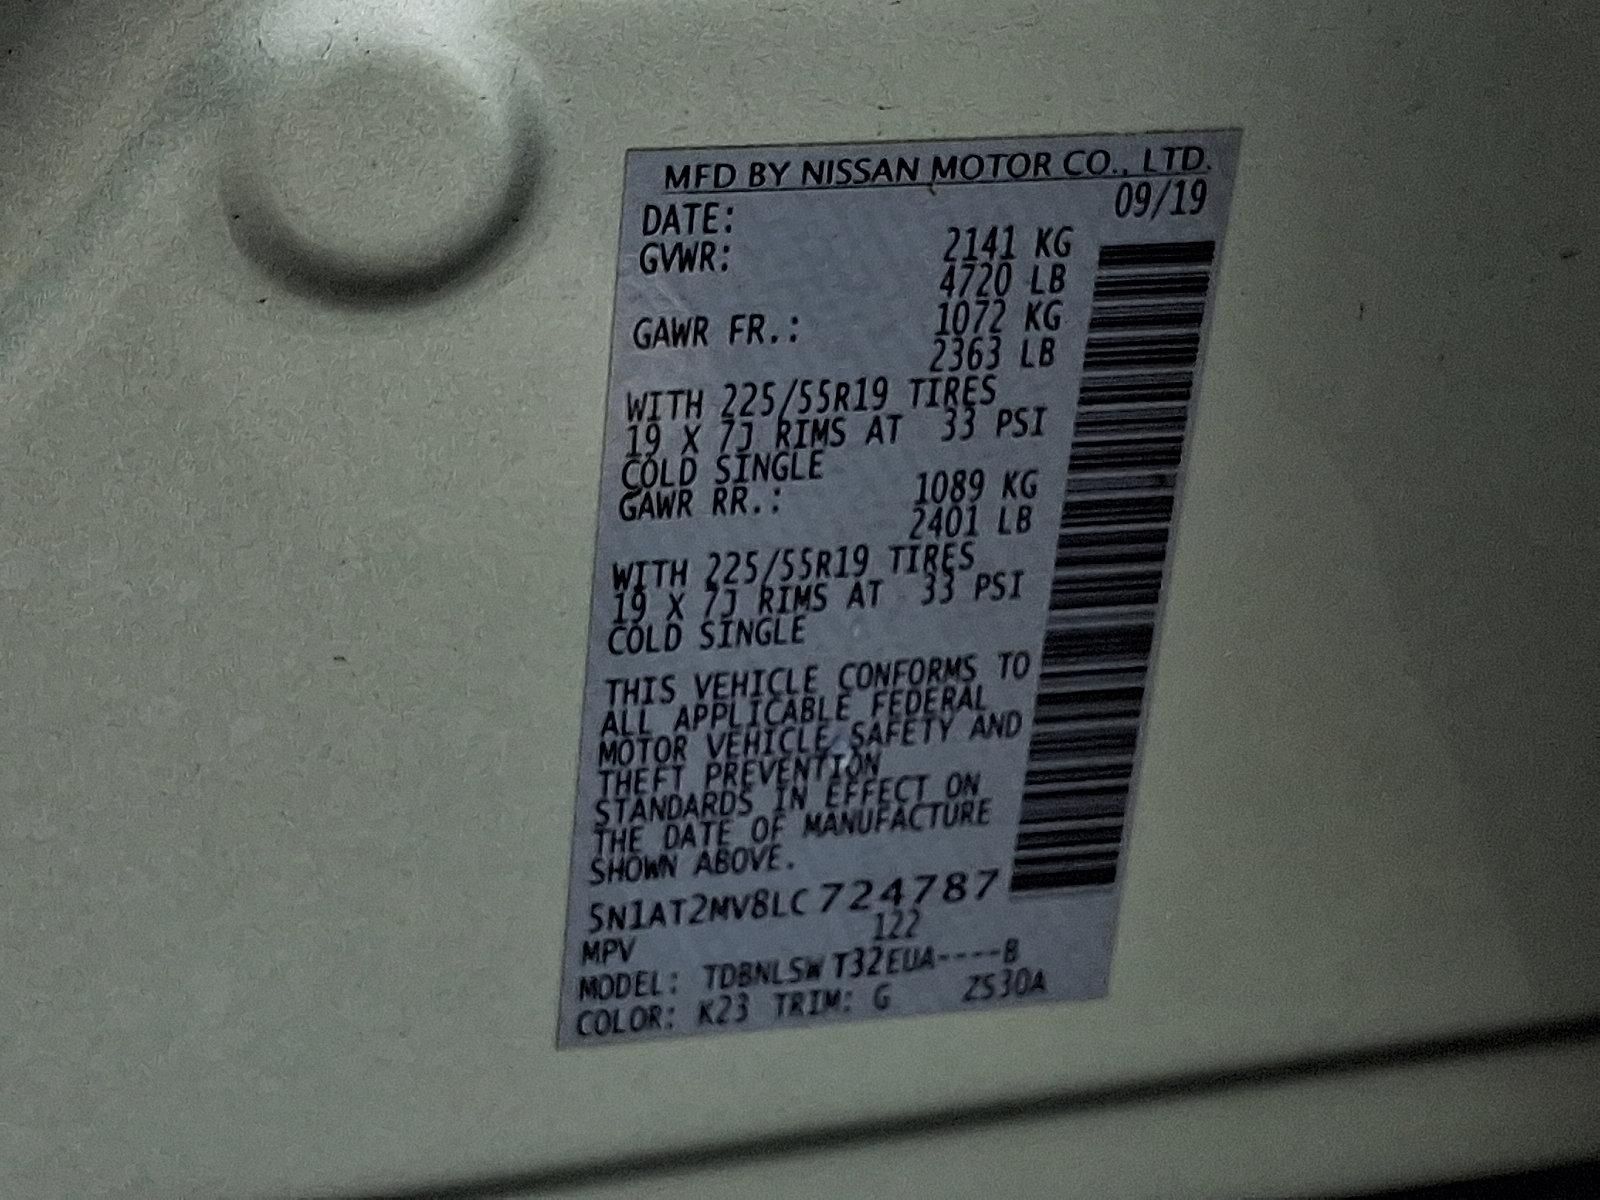 MFD BY NISSAN MOTOR CO., LTD.
DATE: 09/19
GVWR: 2141 KG
4720 LB
GAWR FR.: 1072 KG
2363 LB
WITH 225/55R19 TIRES
19 X 7J RIMS AT 33 PSI
COLD SINGLE
GAWR RR.: 1089 KG
2401 LB
WITH 225/55R19 TIRES
19 X 7J RIMS AT 33 PSI
COLD SINGLE
THIS VEHICLE CONFORMS TO
ALL APPLICABLE FEDERAL
MOTOR VEHICLE SAFETY AND
THEFT PREVENTION
STANDARDS IN EFFECT ON
THE DATE OF MANUFACTURE
SHOWN ABOVE.
5N1AT2MV8LC724787
MPV 122
MODEL: TDBNLSW T32EUA----B
COLOR: K23 TRIM: G ZS30A